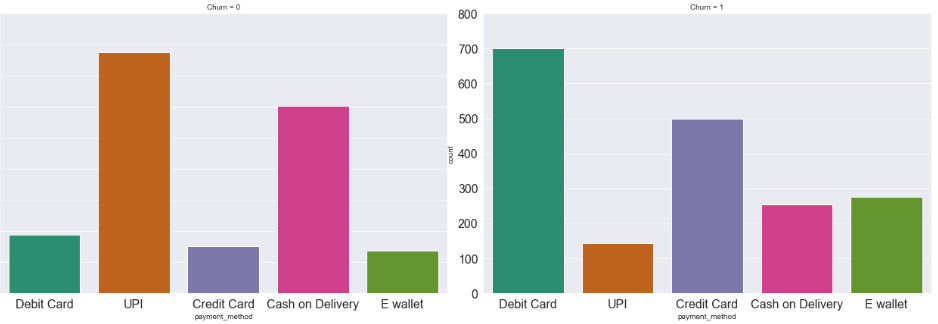 Churn = 0
Debit Card UPI Credit Card Cash on Delivery E wallet
payment_method
Churn = 1
800
700
600
500
400
300
200
100
0
count
Debit Card UPI Credit Card Cash on Delivery E wallet
payment_method